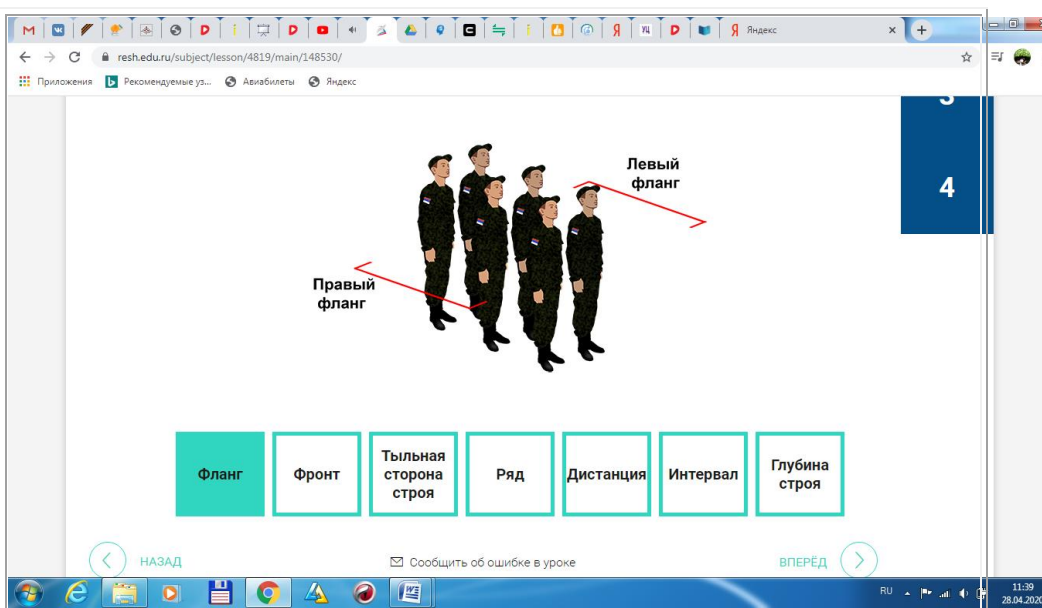 Яндекс
resh.edu.ru/subject/lesson/4819/main/148530/
Приложения
Рекомендуемые уз...
Авиабилеты
Яндекс
3
4
Левый
фланг
Правый
фланг
Фланг
Фронт
Тыльная
сторона
строя
Ряд
Дистанция
Интервал
Глубина
строя
НАЗАД
Сообщить об ошибке в уроке
ВПЕРЁД
RU
11:39
28.04.2020